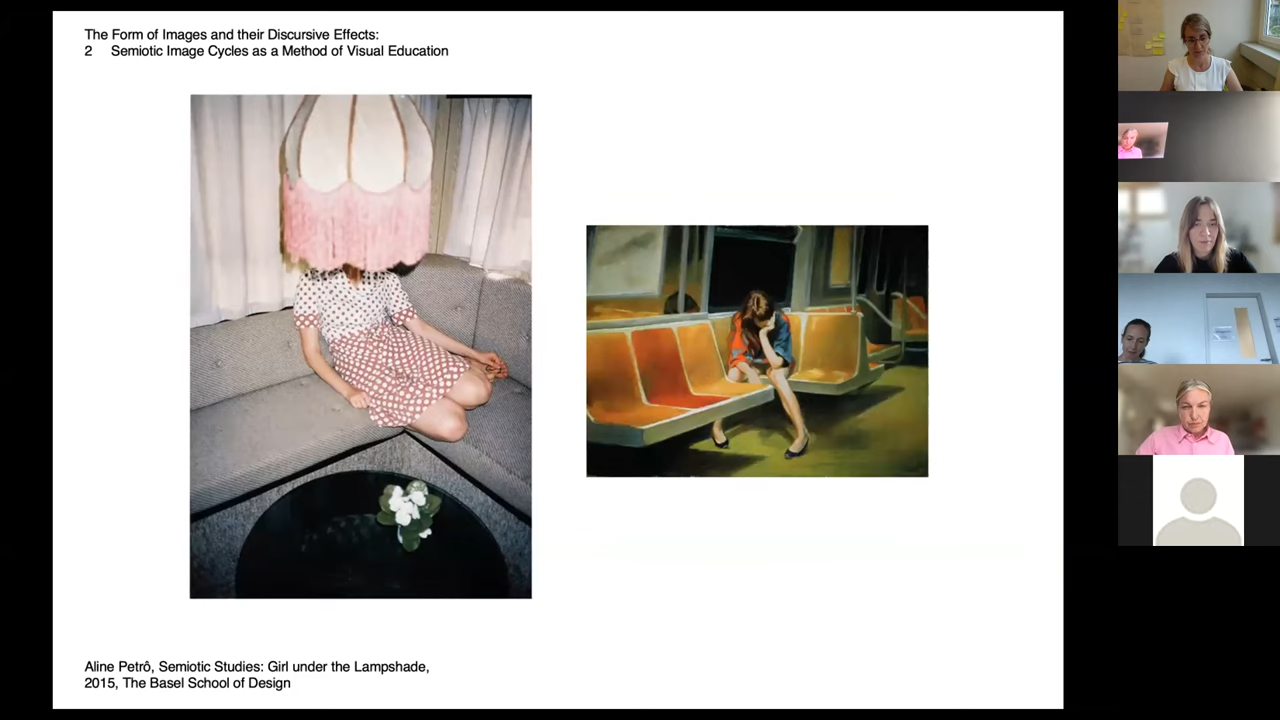 The Form of Images and their Discursive Effects:
2 Semiotic Image Cycles as a Method of Visual Education
Aline Petrô, Semiotic Studies: Girl under the Lampshade,
2015, The Basel School of Design